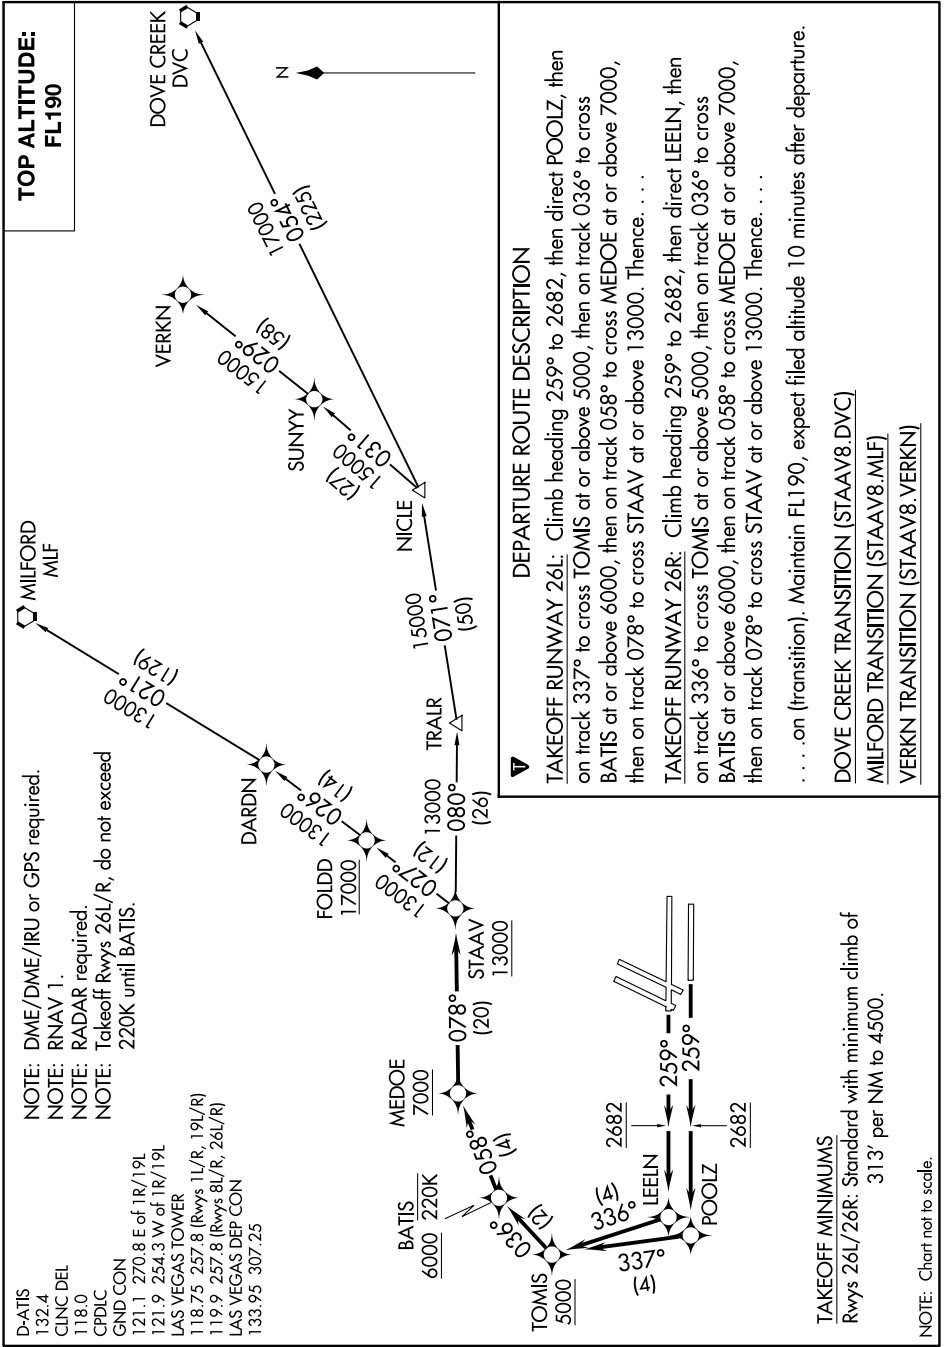 TOP ALTITUDE:
FL190
D-ATIS
132.4
CLNC DEL
118.0
CPDLC
GND CON
121.1 270.8 E of 1R/19L
121.9 254.3 W of 1R/19L
LAS VEGAS TOWER
118.75 257.8 (Rwys 1L/R, 19L/R)
119.9 257.8 (Rwys 8L/R, 26L/R)
LAS VEGAS DEP CON
133.95 307.25
NOTE: DME/DME/IRU or GPS required.
NOTE: RNAV 1.
NOTE: RADAR required.
NOTE: Takeoff Rwys 26L/R, do not exceed
220K until BATIS.
MILFORD
MLF
13000
021°
(129)
DARDN
13000
026°
(14)
FOLDD
17000
13000
027°
(12)
STAAV
13000
13000
080°
(26)
TRALR
15000
071°
(50)
NICLE
15000
031°
(27)
SUNYY
15000
029°
(58)
VERKN
17000
054°
(225)
DOVE CREEK
DVC
N
078°
(20)
MEDOE
7000
058°
(4)
BATIS
6000 220K
036°
(2)
TOMIS
5000
336°
(4)
337°
(4)
LEELN
POOLZ
2682
2682
259°
259°
TAKEOFF MINIMUMS
Rwys 26L/26R: Standard with minimum climb of
313' per NM to 4500.
NOTE: Chart not to scale.
T
DEPARTURE ROUTE DESCRIPTION
TAKEOFF RUNWAY 26L: Climb heading 259° to 2682, then direct POOLZ, then
on track 337° to cross TOMIS at or above 5000, then on track 036° to cross
BATIS at or above 6000, then on track 058° to cross MEDOE at or above 7000,
then on track 078° to cross STAAV at or above 13000. Thence. . . .
TAKEOFF RUNWAY 26R: Climb heading 259° to 2682, then direct LEELN, then
on track 336° to cross TOMIS at or above 5000, then on track 036° to cross
BATIS at or above 6000, then on track 058° to cross MEDOE at or above 7000,
then on track 078° to cross STAAV at or above 13000. Thence. . . .
. . . .on (transition). Maintain FL190, expect filed altitude 10 minutes after departure.
DOVE CREEK TRANSITION (STAAV8.DVC)
MILFORD TRANSITION (STAAV8.MLF)
VERKN TRANSITION (STAAV8.VERKN)